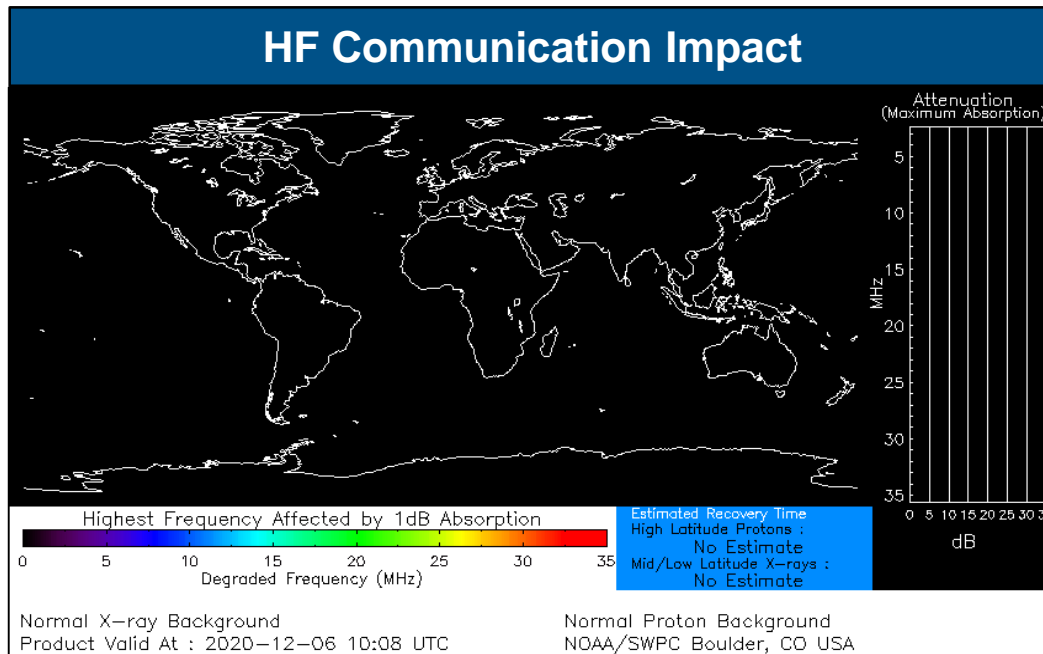 HF Communication Impact
Attenuation
(Maximum Absorption)
5
10
15
20
25
30
35
MHz
0 5 10 15 20 25 30 3
dB
Highest Frequency Affected by 1dB Absorption
0 5 10 15 20 25 30 35
Degraded Frequency (MHz)
Estimated Recovery Time
High Latitude Protons :
No Estimate
Mid/Low Latitude X-rays :
No Estimate
Normal X-ray Background
Product Valid At : 2020-12-06 10:08 UTC
Normal Proton Background
NOAA/SWPC Boulder, CO USA